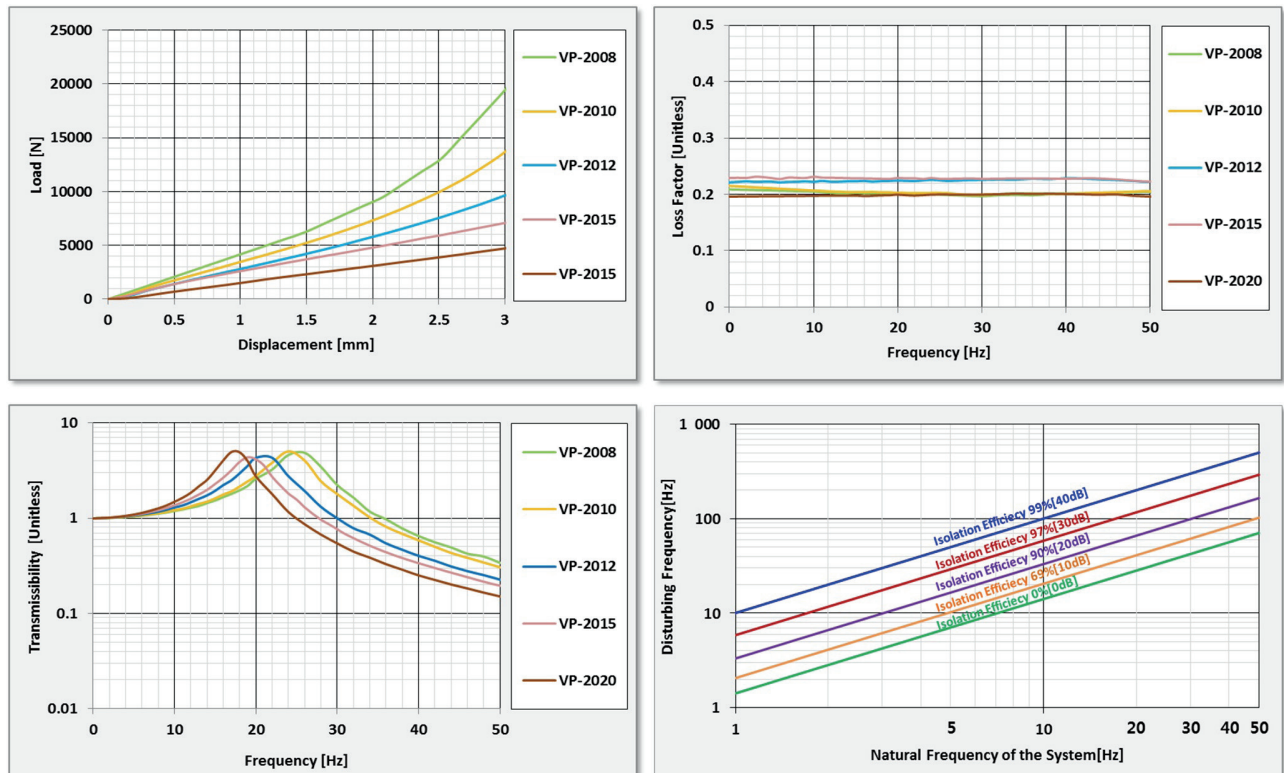 25000
20000
15000
10000
5000
0
Load [N]
0 0.5 1 1.5 2 2.5 3
Displacement [mm]
VP-2008
VP-2010
VP-2012
VP-2015
VP-2015
0.5
0.4
0.3
0.2
0.1
0
Loss Factor [Unitless]
0 10 20 30 40 50
Frequency [Hz]
VP-2008
VP-2010
VP-2012
VP-2015
VP-2020
10
1
0.1
0.01
Transmissibility [Unitless]
0 10 20 30 40 50
Frequency [Hz]
VP-2008
VP-2010
VP-2012
VP-2015
VP-2020
1 000
100
10
1
Disturbing Frequency[Hz]
Isolation Efficiecy 99%[40dB]
Isolation Efficiecy 97%[30dB]
Isolation Efficiecy 90%[20dB]
Isolation Efficiecy 69%[10dB]
Isolation Efficiecy 0%[0dB]
1 5 10 20 30 40 50
Natural Frequency of the System[Hz]